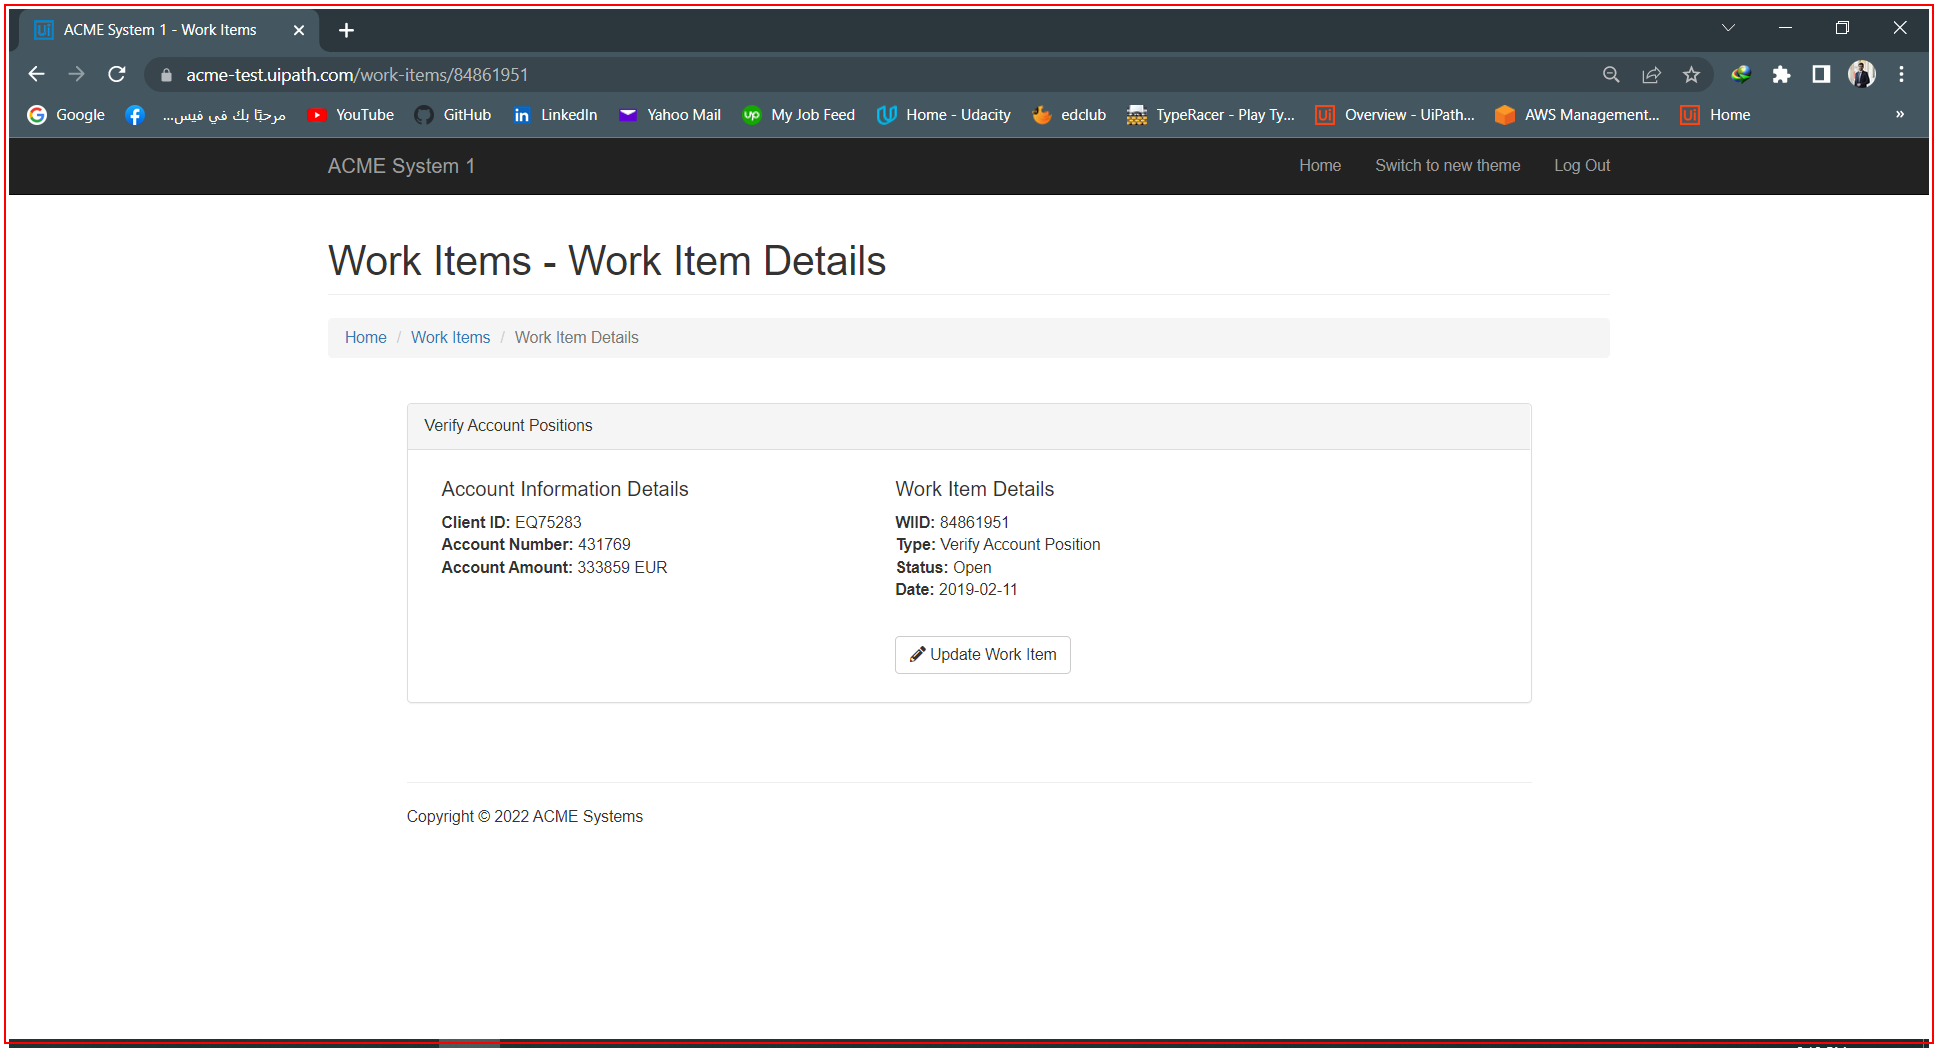 ACME System 1 - Work Items
acme-test.uipath.com/work-items/84861951
Google
مرحبًا بك في فيس...
YouTube
GitHub
LinkedIn
Yahoo Mail
My Job Feed
Home - Udacity
edclub
TypeRacer - Play Ty...
Overview - UiPath...
AWS Management...
Home
»
ACME System 1
Home
Switch to new theme
Log Out
Work Items - Work Item Details
Home / Work Items / Work Item Details
Verify Account Positions
Account Information Details
Client ID: EQ75283
Account Number: 431769
Account Amount: 333859 EUR
Work Item Details
WIID: 84861951
Type: Verify Account Position
Status: Open
Date: 2019-02-11
Update Work Item
Copyright © 2022 ACME Systems